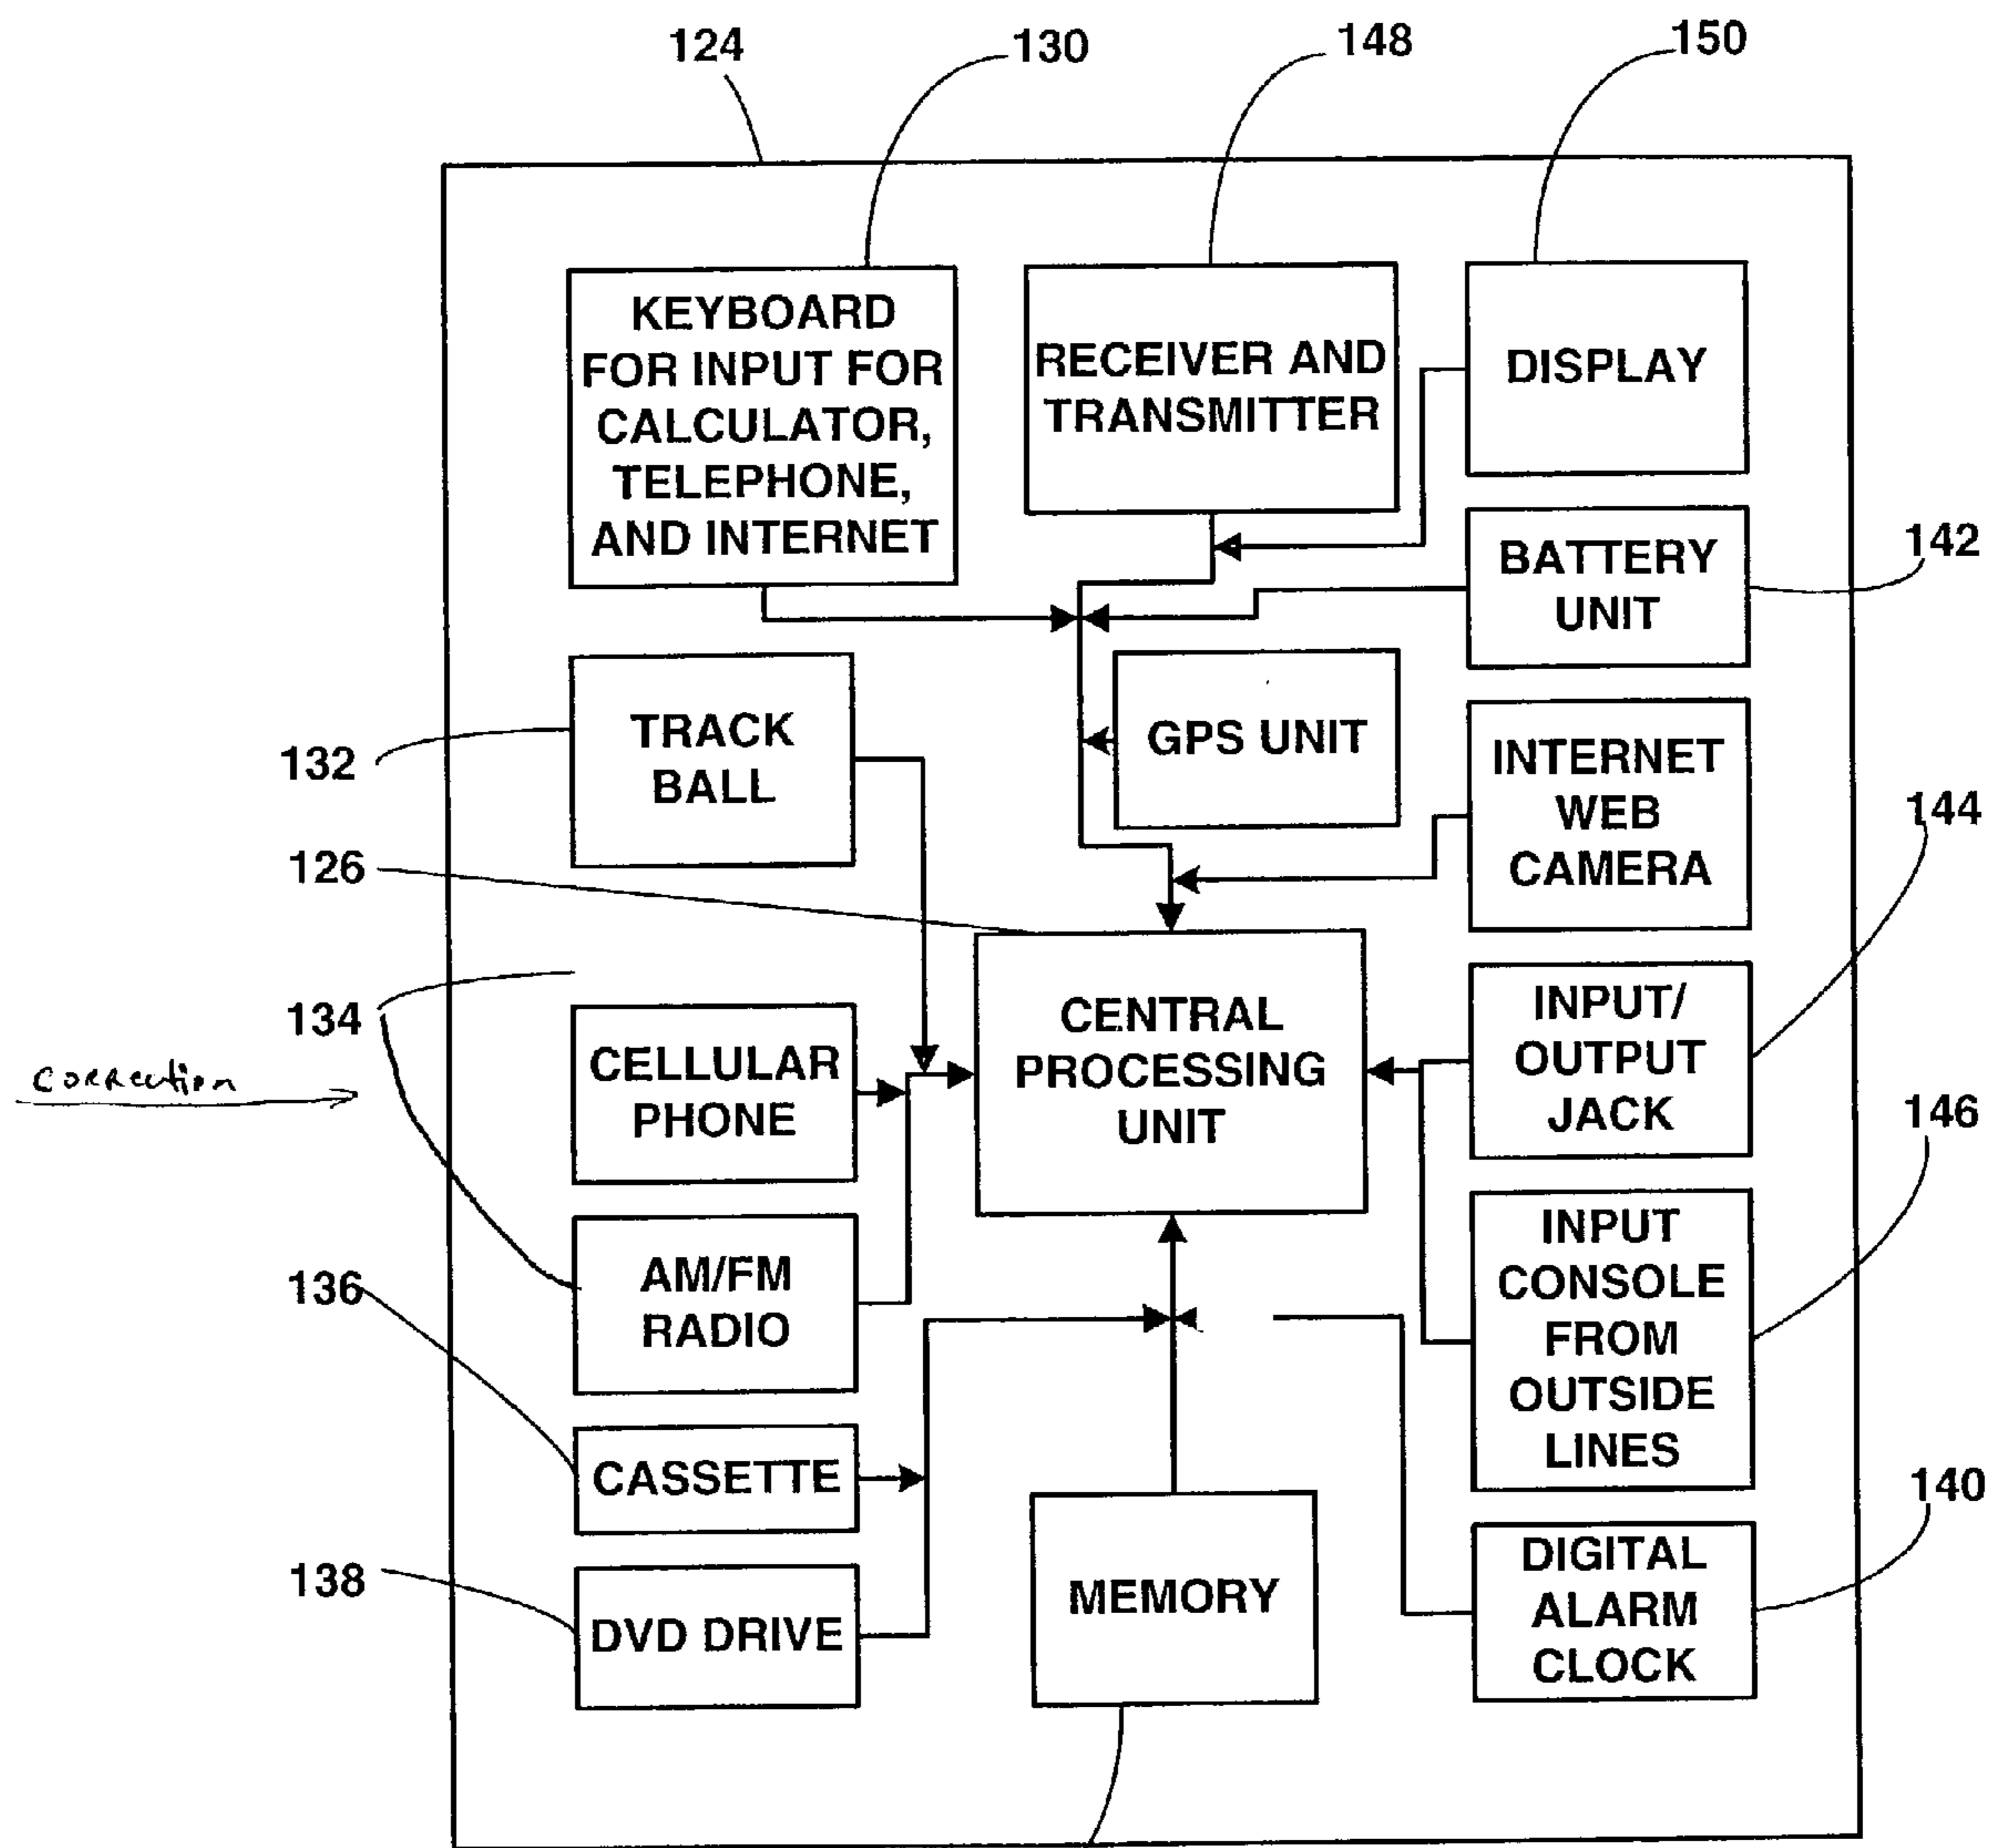 124
130
148
150
KEYBOARD
FOR INPUT FOR
CALCULATOR,
TELEPHONE,
AND INTERNET
RECEIVER AND
TRANSMITTER
DISPLAY
BATTERY
UNIT
142
TRACK
BALL
132
GPS UNIT
INTERNET
WEB
CAMERA
144
126
CENTRAL
PROCESSING
UNIT
INPUT/
OUTPUT
JACK
134
CELLULAR
PHONE
correction
146
INPUT
CONSOLE
FROM
OUTSIDE
LINES
AM/FM
RADIO
136
CASSETTE
140
138
DVD DRIVE
MEMORY
DIGITAL
ALARM
CLOCK